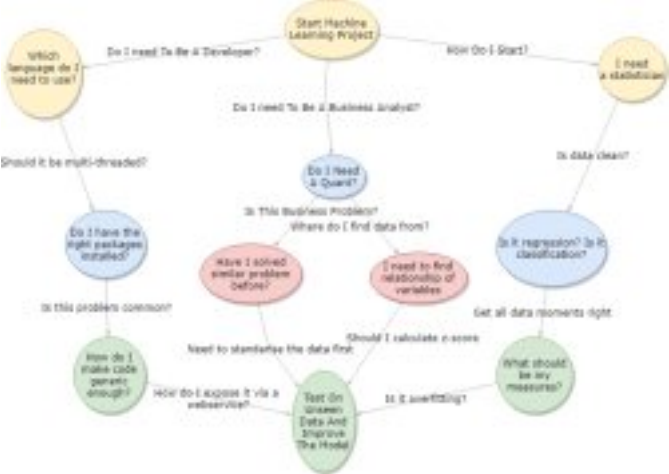 Start Machine
Learning Project
Which
language do I
need to use?
Do I need To Be A Developer?
How Do I Start?
I need
a statistician
Do I need To Be A Business Analyst?
Should it be multi-threaded?
Is data clean?
Do I Need
A Quant?
Is This Business Problem?
Where do I find data from?
Do I have the
right packages
installed?
Have I solved
similar problem
before?
I need to find
relationship of
variables
Is it regression? Is it
classification?
Is this problem common?
Get all data moments right
Need to standarise the data first
Should I calculate z-score
How do I
make code
generic
enough?
How do I expose it via a
webservice?
Test On
Unseen
Data And
Improve
The Model
Is it overfitting?
What should
be my
measures?